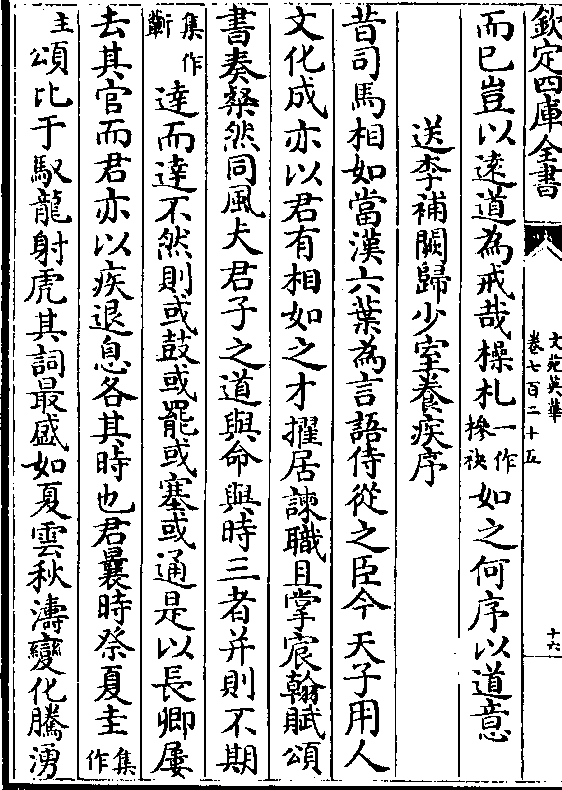 欽定四庫全書
文苑英華
卷七百二十五
十六
而已豈以逺道為戒哉操札一作摻袂如之何序以道意
送李補闕歸少室養疾序
昔司馬相如當漢六葉為言語侍從之臣今天子用人
文化成亦以君有相如之才擢居諫職且掌宸翰賦頌
書奏粲然同風夫君子之道與命與時三者并則不期
集作蘄達而達不然則或鼓或罷或塞或通是以長卿屢
去其官而君亦以疾退息各其時也君曩時祭夏圭集作
主頌比于馭龍射虎其詞最盛如夏雲秋濤變化騰湧